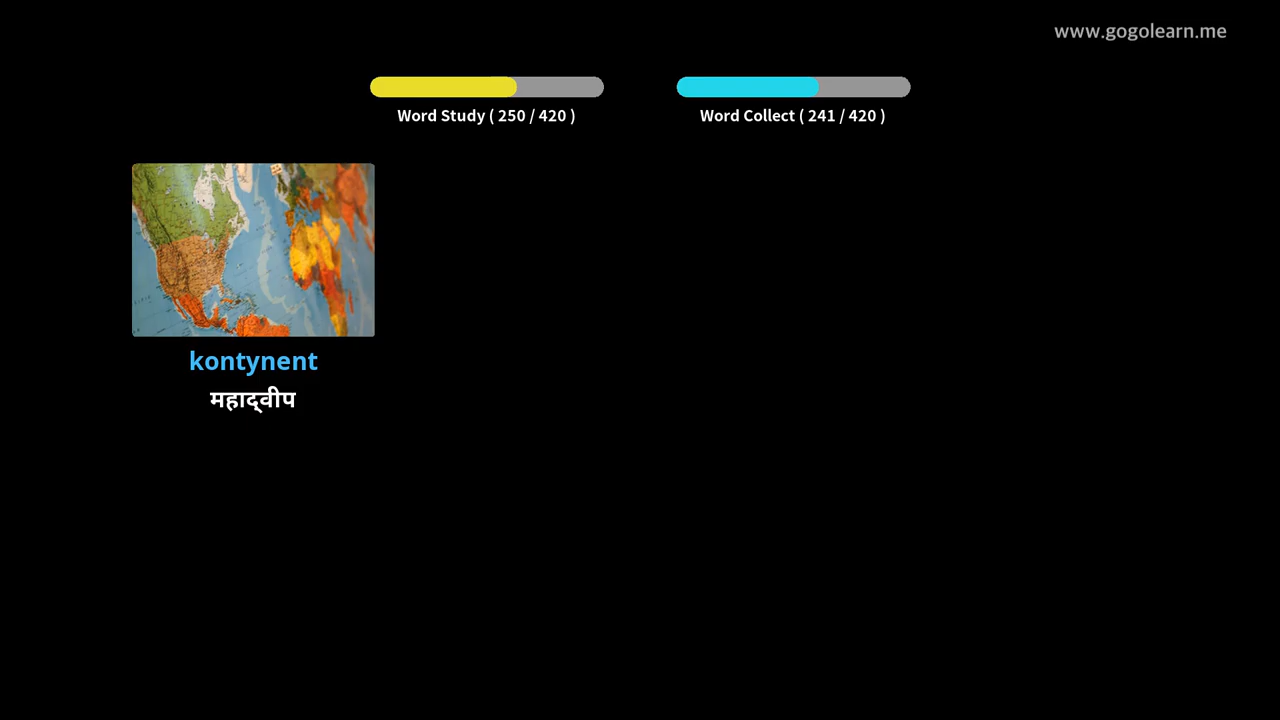 www.gogolearn.me
Word Study ( 250 / 420 )
Word Collect ( 241 / 420 )
kontynent
महाद्वीप